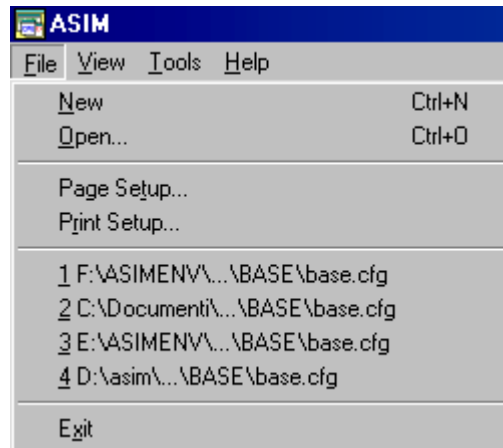 ASIM
File View Tools Help
New Ctrl+N
Open... Ctrl+O
Page Setup...
Print Setup...
1 F:\ASIMENV\...\BASE\base.cfg
2 C:\Documenti\...\BASE\base.cfg
3 E:\ASIMENV\...\BASE\base.cfg
4 D:\asim\...\BASE\base.cfg
Exit